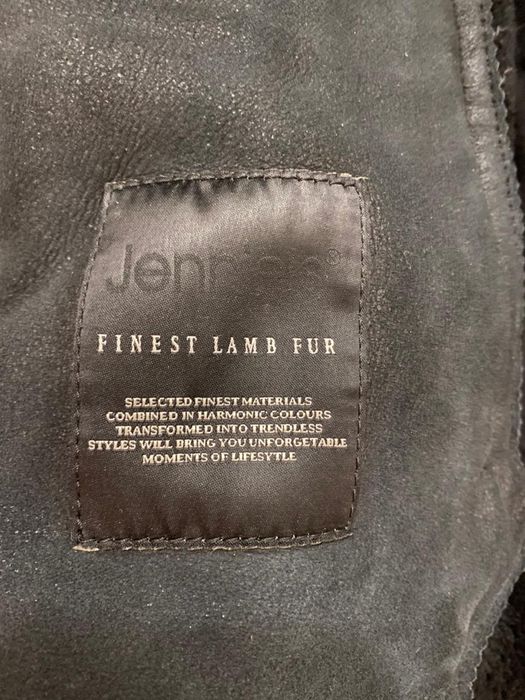 FINEST LAMB FUR
SELECTED FINEST MATERIALS
COMBINED IN HARMONIC COLOURS
TRANSFORMED INTO TRENDLESS
STYLES WILL BRING YOU UNFORGETABLE
MOMENTS OF LIFESYTLE